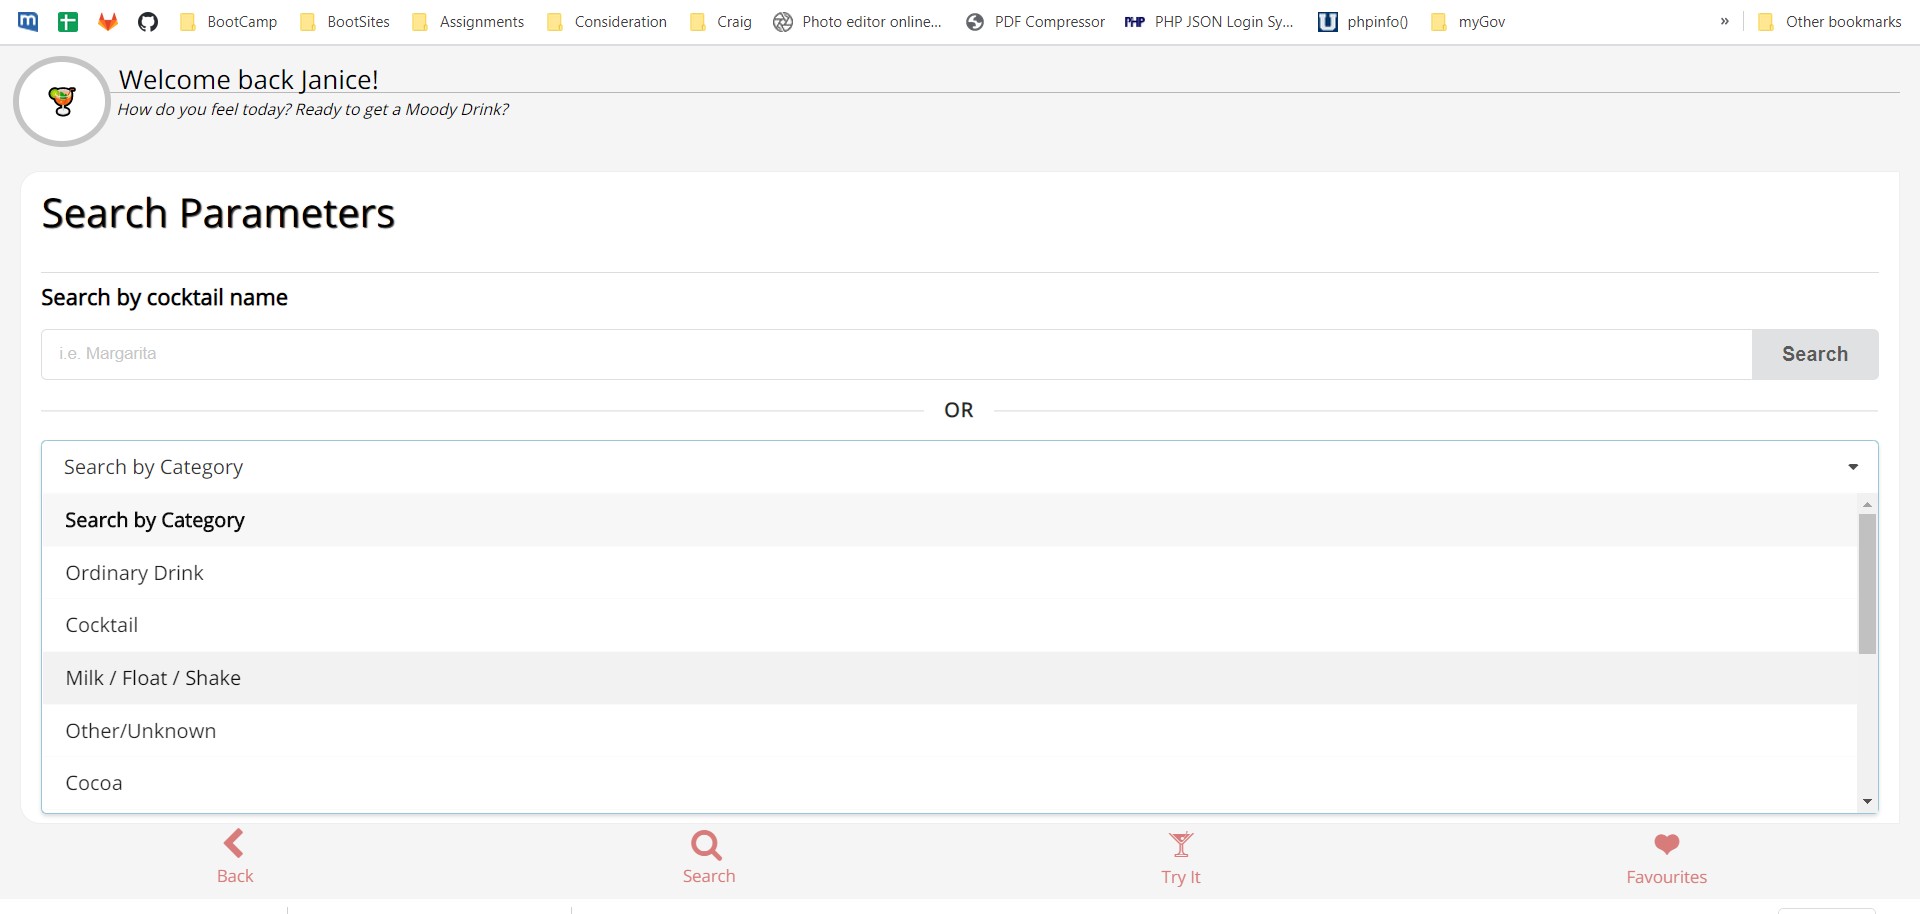 BootCamp BootSites Assignments Consideration Craig Photo editor online... PDF Compressor PHP PHP JSON Login Sy... phpinfo() myGov » Other bookmarks
Welcome back Janice!
How do you feel today? Ready to get a Moody Drink?
Search Parameters
Search by cocktail name
i.e. Margarita Search
OR
Search by Category
Search by Category
Ordinary Drink
Cocktail
Milk / Float / Shake
Other/Unknown
Cocoa
Back Search Try It Favourites